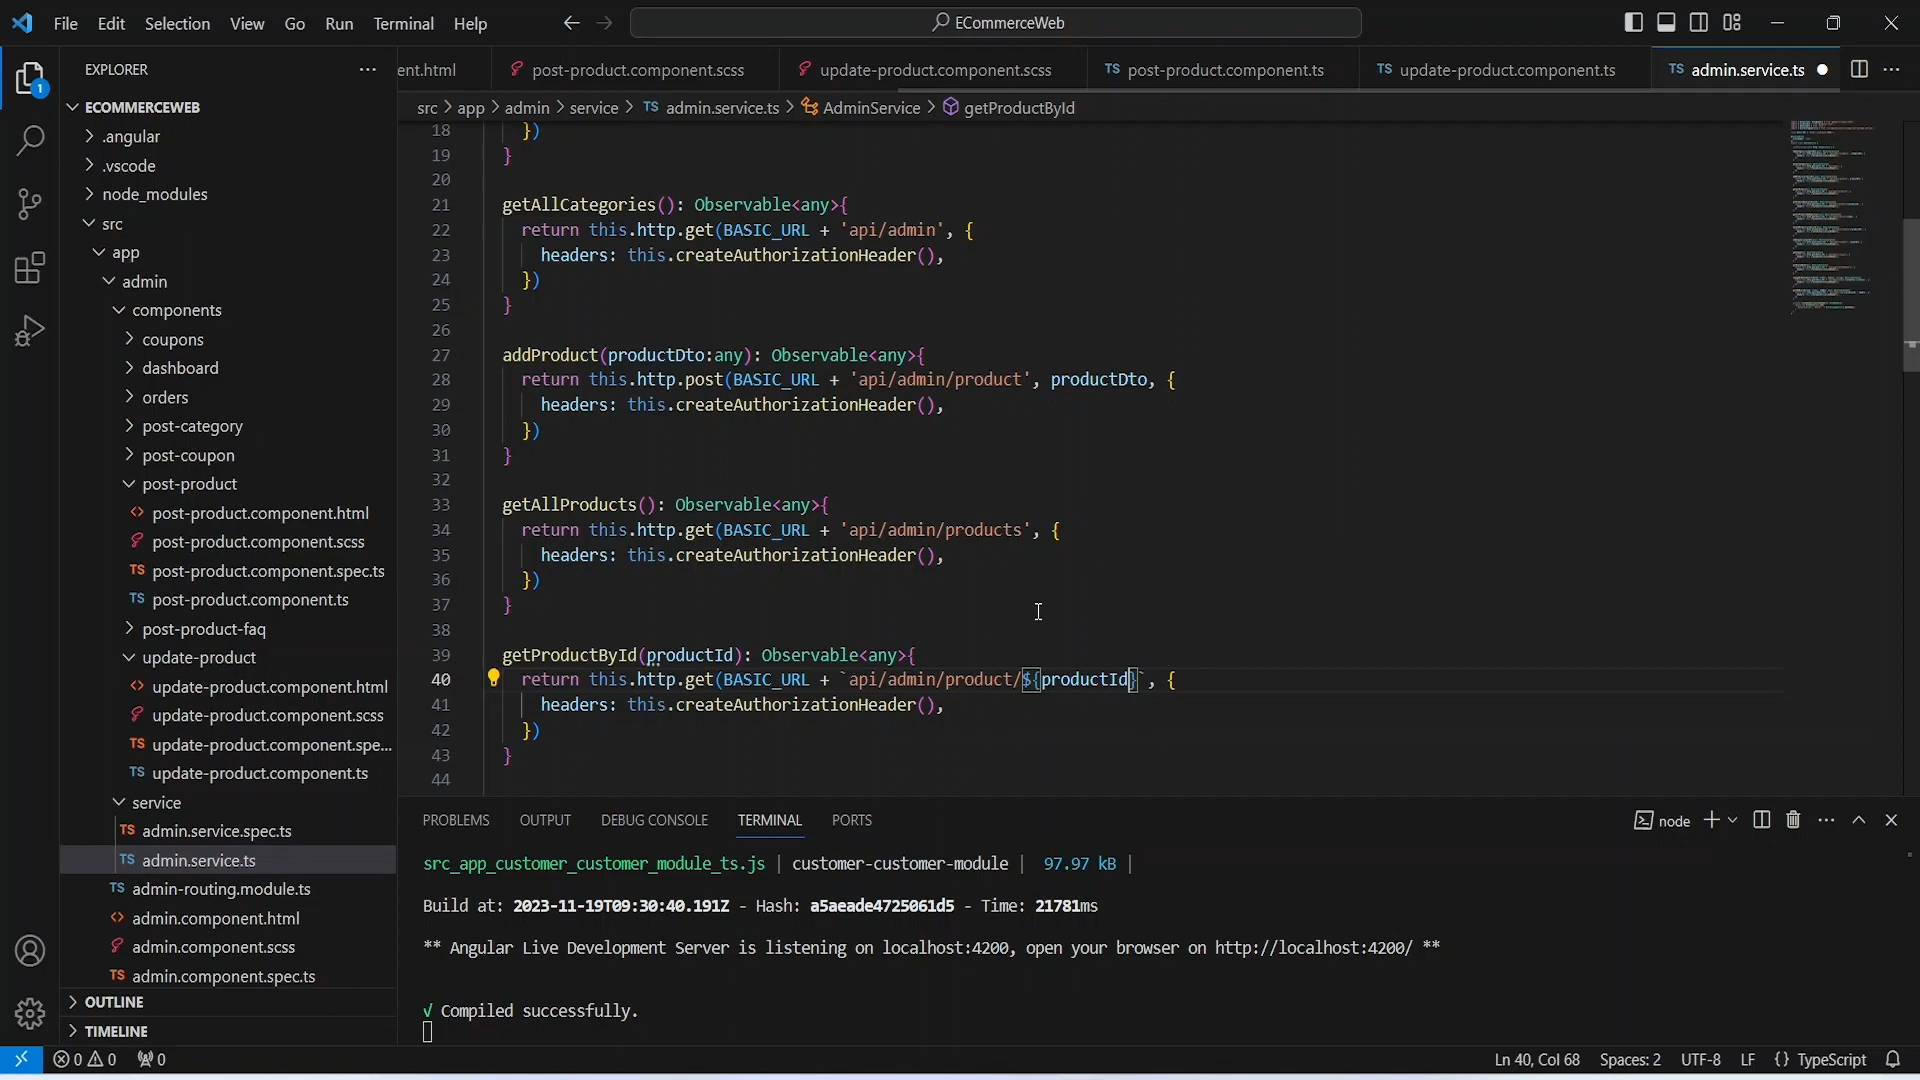 File Edit Selection View Go Run Terminal Help
ECommerceWeb
EXPLORER
ECOMMERCEWEB
.angular
.vscode
node_modules
src
app
admin
components
coupons
dashboard
orders
post-category
post-coupon
post-product
<> post-product.component.html
post-product.component.scss
TS post-product.component.spec.ts
TS post-product.component.ts
post-product-faq
update-product
<> update-product.component.html
update-product.component.scss
TS update-product.component.spe...
TS update-product.component.ts
service
TS admin.service.spec.ts
TS admin.service.ts
TS admin-routing.module.ts
<> admin.component.html
admin.component.scss
TS admin.component.spec.ts
OUTLINE
TIMELINE
1
ent.html post-product.component.scss update-product.component.scss TS post-product.component.ts TS update-product.component.ts TS admin.service.ts
src > app > admin > service > TS admin.service.ts > AdminService > getProductById
18 })
19 }
20
21 getAllCategories(): Observable<any>{
22 return this.http.get(BASIC_URL + 'api/admin', {
23 headers: this.createAuthorizationHeader(),
24 })
25 }
26
27 addProduct(productDto:any): Observable<any>{
28 return this.http.post(BASIC_URL + 'api/admin/product', productDto, {
29 headers: this.createAuthorizationHeader(),
30 })
31 }
32
33 getAllProducts(): Observable<any>{
34 return this.http.get(BASIC_URL + 'api/admin/products', {
35 headers: this.createAuthorizationHeader(),
36 })
37 }
38
39 getProductById(productId): Observable<any>{
40 return this.http.get(BASIC_URL + `api/admin/product/${productId}`, {
41 headers: this.createAuthorizationHeader(),
42 })
43 }
44
PROBLEMS OUTPUT DEBUG CONSOLE TERMINAL PORTS
node
src_app_customer_customer_module_ts.js | customer-customer-module | 97.97 kB |
Build at: 2023-11-19T09:30:40.191Z - Hash: a5aeade4725061d5 - Time: 21781ms
** Angular Live Development Server is listening on localhost:4200, open your browser on http://localhost:4200/ **
√ Compiled successfully.
0 0 0
Ln 40, Col 68 Spaces: 2 UTF-8 LF {} TypeScript